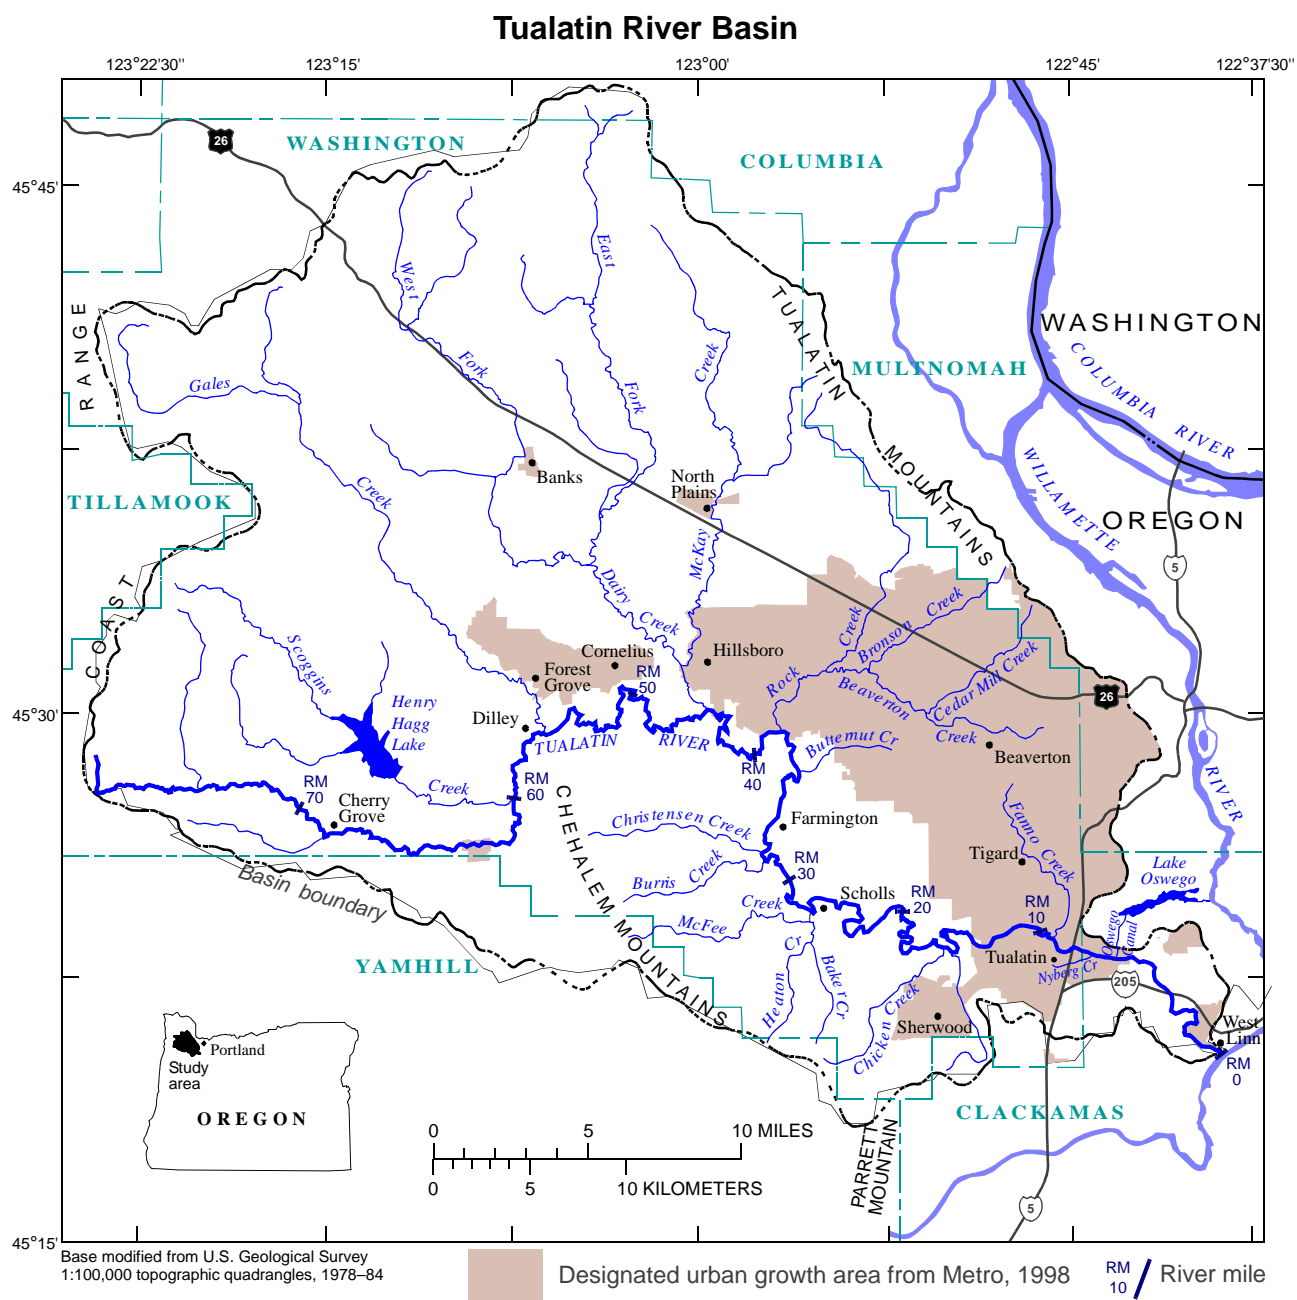 Tualatin River Basin
123°22'30"
123°15'
123°00'
122°45'
122°37'30"
45°45'
45°30'
45°15'
26
WASHINGTON
COLUMBIA
MULTNOMAH
TILLAMOOK
YAMHILL
CLACKAMAS
WASHINGTON
OREGON
COAST RANGE
TUALATIN MOUNTAINS
CHEHALEM MOUNTAINS
PARRETT
MOUNTAIN
COLUMBIA RIVER
WILLAMETTE
RIVER
West Fork
East Fork
Gales
Creek
Creek
McKay
Dairy
Creek
Banks
North
Plains
Scoggins
Creek
Henry
Hagg
Lake
Cornelius
Forest
Grove
Hillsboro
Dilley
TUALATIN RIVER
RM
50
RM
40
RM
60
RM
70
Cherry
Grove
Rock
Creek
Bronson Creek
Beaverton
Creek
Cedar Mill Creek
Butternut Cr
Beaverton
26
5
Christensen Creek
Farmington
Burris Creek
RM
30
Scholls
RM
20
McFee
Creek
Heaton
Cr
Baker Cr
Chicken Creek
Sherwood
Tigard
Fanno Creek
RM
10
Tualatin
Nyberg Cr
Oswego
Canal
Lake
Oswego
205
West
Linn
RM
0
5
Basin boundary
Portland
Study
area
OREGON
0 5 10 MILES
0 5 10 KILOMETERS
Base modified from U.S. Geological Survey
1:100,000 topographic quadrangles, 1978–84
Designated urban growth area from Metro, 1998
RM
10
River mile